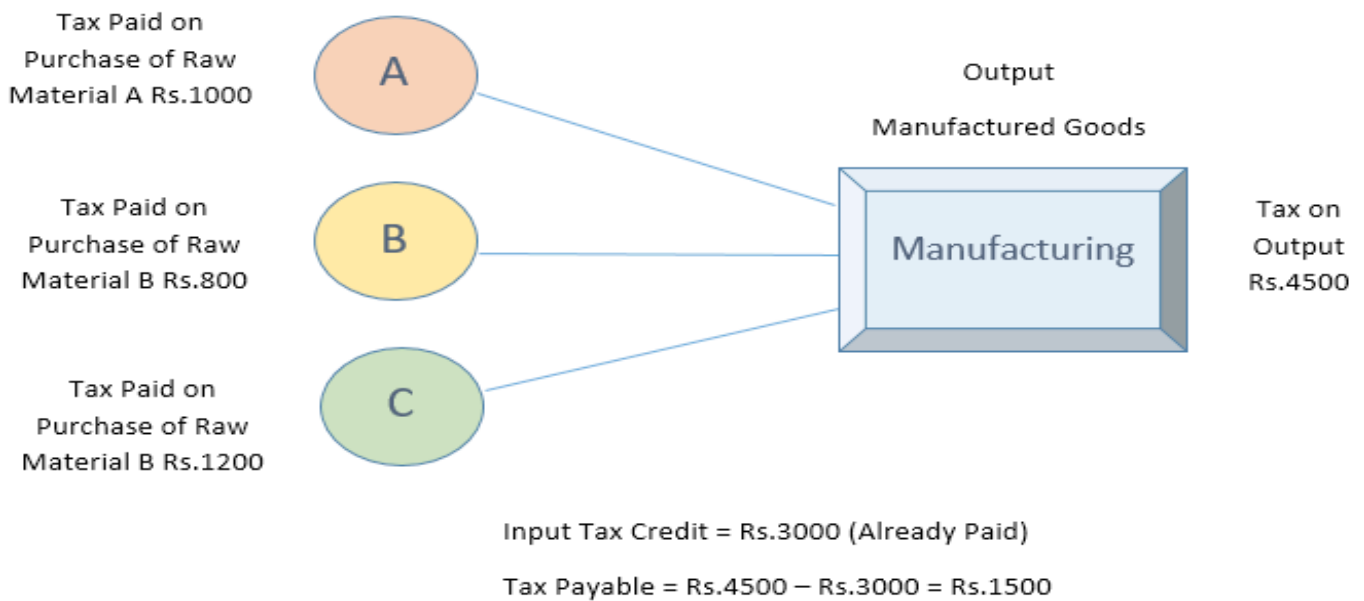 Tax Paid on
Purchase of Raw
Material A Rs.1000
A
Output
Manufactured Goods
Tax Paid on
Purchase of Raw
Material B Rs.800
B
Manufacturing
Tax on
Output
Rs.4500
Tax Paid on
Purchase of Raw
Material B Rs.1200
C
Input Tax Credit = Rs.3000 (Already Paid)
Tax Payable = Rs.4500 – Rs.3000 = Rs.1500